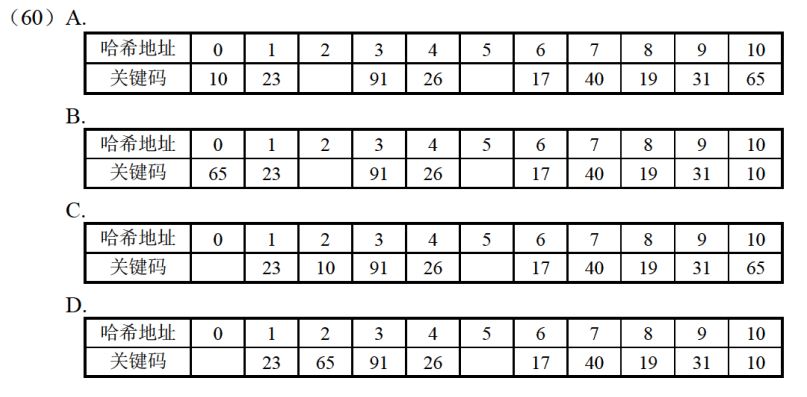 （60）A.
哈希地址 0 1 2 3 4 5 6 7 8 9 10
关键码 10 23 91 26 17 40 19 31 65
B.
哈希地址 0 1 2 3 4 5 6 7 8 9 10
关键码 65 23 91 26 17 40 19 31 10
C.
哈希地址 0 1 2 3 4 5 6 7 8 9 10
关键码 23 10 91 26 17 40 19 31 65
D.
哈希地址 0 1 2 3 4 5 6 7 8 9 10
关键码 23 65 91 26 17 40 19 31 10